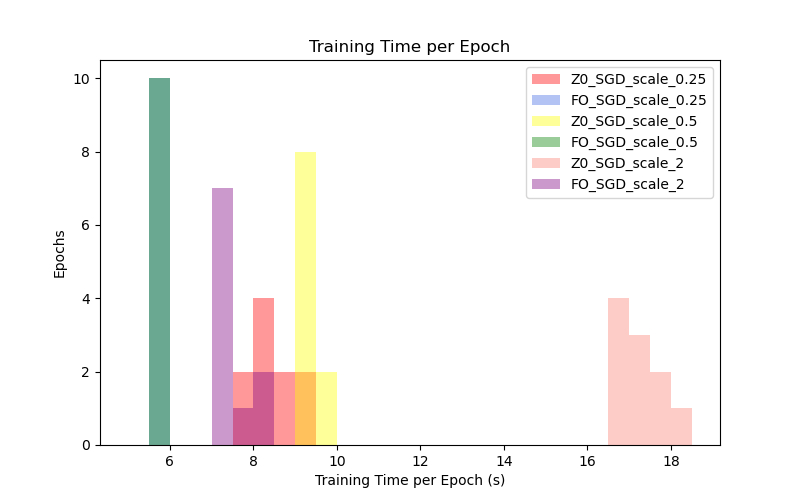 Training Time per Epoch
10
8
6
4
2
0
Epochs
Z0_SGD_scale_0.25
FO_SGD_scale_0.25
Z0_SGD_scale_0.5
FO_SGD_scale_0.5
Z0_SGD_scale_2
FO_SGD_scale_2
6 8 10 12 14 16 18
Training Time per Epoch (s)